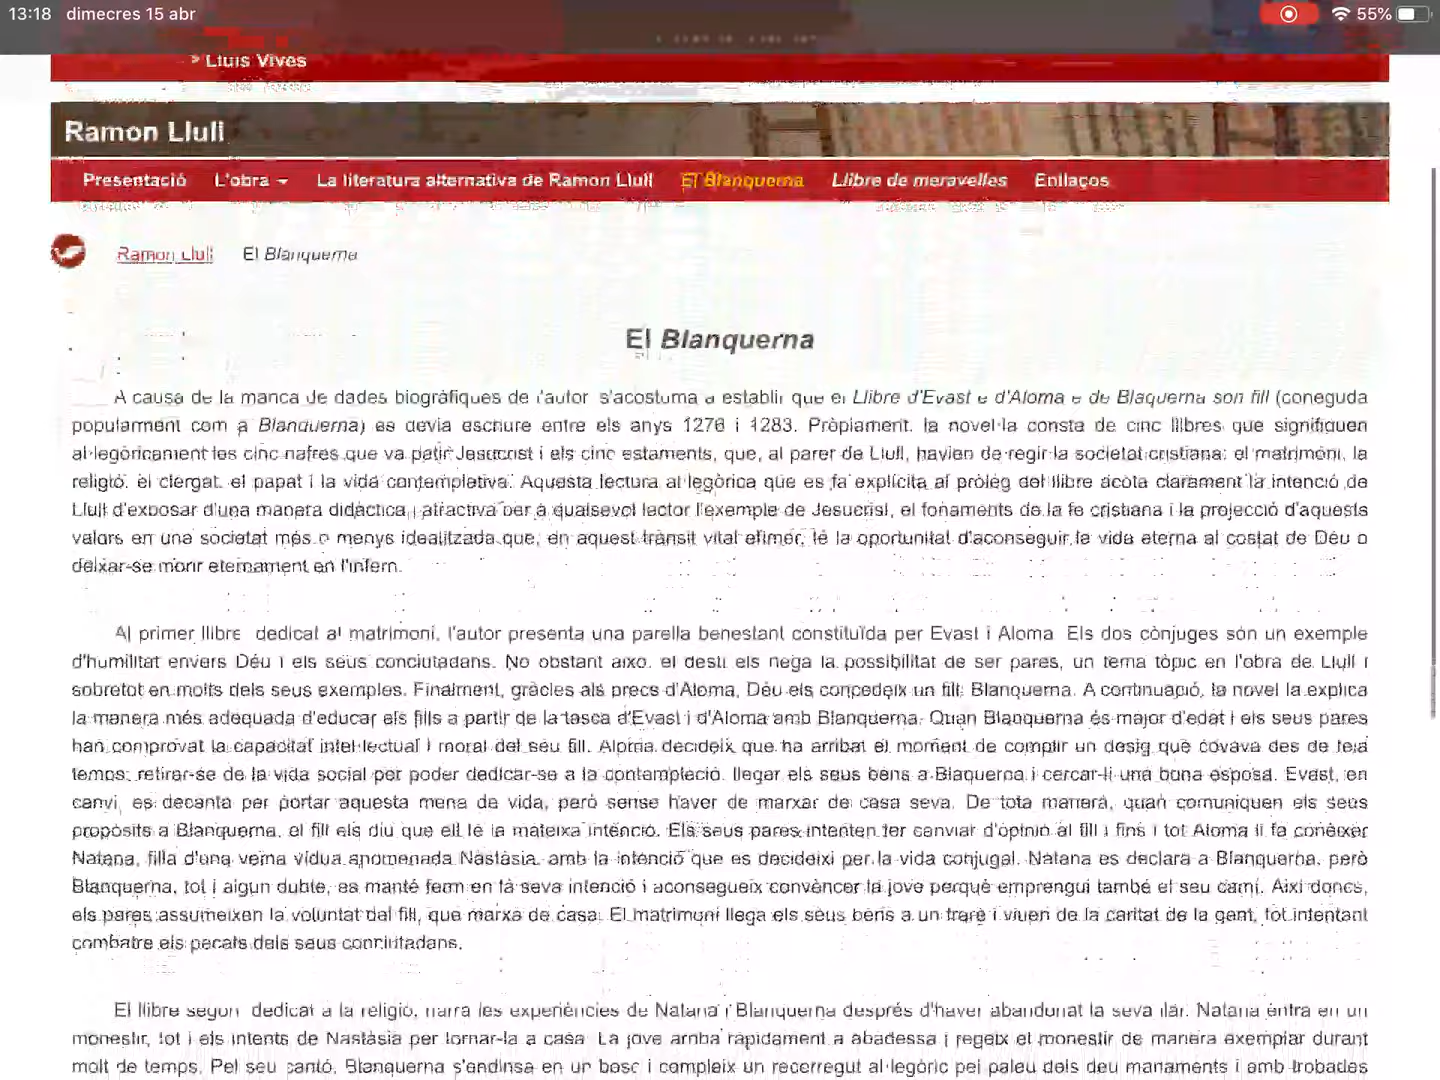 13:18 dimecres 15 abr 55%
> Lluís Vives
Ramon Llull
Presentació L'obra La literatura alternativa de Ramon Llull El Blanquerna Llibre de meravelles Enllaços
Ramon Llull El Blanquerna
El Blanquerna
A causa de la manca de dades biogràfiques de l'autor s'acostuma a establir que el Llibre d'Evast e d'Aloma e de Blaquerna son fill (coneguda
popularment com a Blanquerna) es devia escriure entre els anys 1276 i 1283. Pròpiament, la novel·la consta de cinc llibres que signifiquen
al·legòricament les cinc nafres que va patir Jesucrist i els cinc estaments, que, al parer de Llull, havien de regir la societat cristiana: el matrimoni, la
religió, el clergat, el papat i la vida contemplativa. Aquesta lectura al·legòrica que es fa explícita al pròleg del llibre acota clarament la intenció de
Llull d'exposar d'una manera didàctica i atractiva per a qualsevol lector l'exemple de Jesucrist, el fonaments de la fe cristiana i la projecció d'aquests
valors en una societat més o menys idealitzada que, en aquest trànsit vital efímer, té la oportunitat d'aconseguir la vida eterna al costat de Déu o
deixar-se morir eternament en l'infern.
Al primer llibre dedicat al matrimoni, l'autor presenta una parella benestant constituïda per Evast i Aloma Els dos cònjuges són un exemple
d'humilitat envers Déu i els seus conciutadans. No obstant això, el destí els nega la possibilitat de ser pares, un tema tòpic en l'obra de Llull i
sobretot en molts dels seus exemples. Finalment, gràcies als precs d'Aloma, Déu els concedeix un fill: Blanquerna. A continuació, la novel·la explica
la manera més adequada d'educar els fills a partir de la tasca d'Evast i d'Aloma amb Blanquerna. Quan Blanquerna és major d'edat i els seus pares
han comprovat la capacitat intel·lectual i moral del seu fill, Aloma decideix que ha arribat el moment de complir un desig que covava des de feia
temps: retirar-se de la vida social per poder dedicar-se a la contemplació, llegar els seus béns a Blaquerna i cercar-li una bona esposa. Evast, en
canvi, es decanta per portar aquesta mena de vida, però sense haver de marxar de casa seva. De tota manera, quan comuniquen els seus
propòsits a Blanquerna, el fill els diu que ell té la mateixa intenció. Els seus pares intenten fer canviar d'opinió al fill i fins i tot Aloma li fa conèixer
Natana, filla d'una veïna vídua anomenada Nastàsia, amb la intenció que es decideixi per la vida conjugal. Natana es declara a Blanquerna, però
Blanquerna, tot i algun dubte, es manté ferm en la seva intenció i aconsegueix convèncer la jove perquè emprengui també el seu camí. Així doncs,
els pares assumeixen la voluntat del fill, que marxa de casa. El matrimoni llega els seus béns a un frare i viuen de la caritat de la gent, tot intentant
combatre els pecats dels seus conciutadans.
El llibre segon dedicat a la religió, narra les experiències de Natana i Blanquerna després d'haver abandonat la seva llar. Natana entra en un
monestir, tot i els intents de Nastàsia per tornar-la a casa La jove arriba ràpidament a abadessa i regeix el monestir de manera exemplar durant
molt de temps. Pel seu cantó, Blanquerna s'endinsa en un bosc i compleix un recorregut al·legòric pel palau dels deu manaments i amb trobades